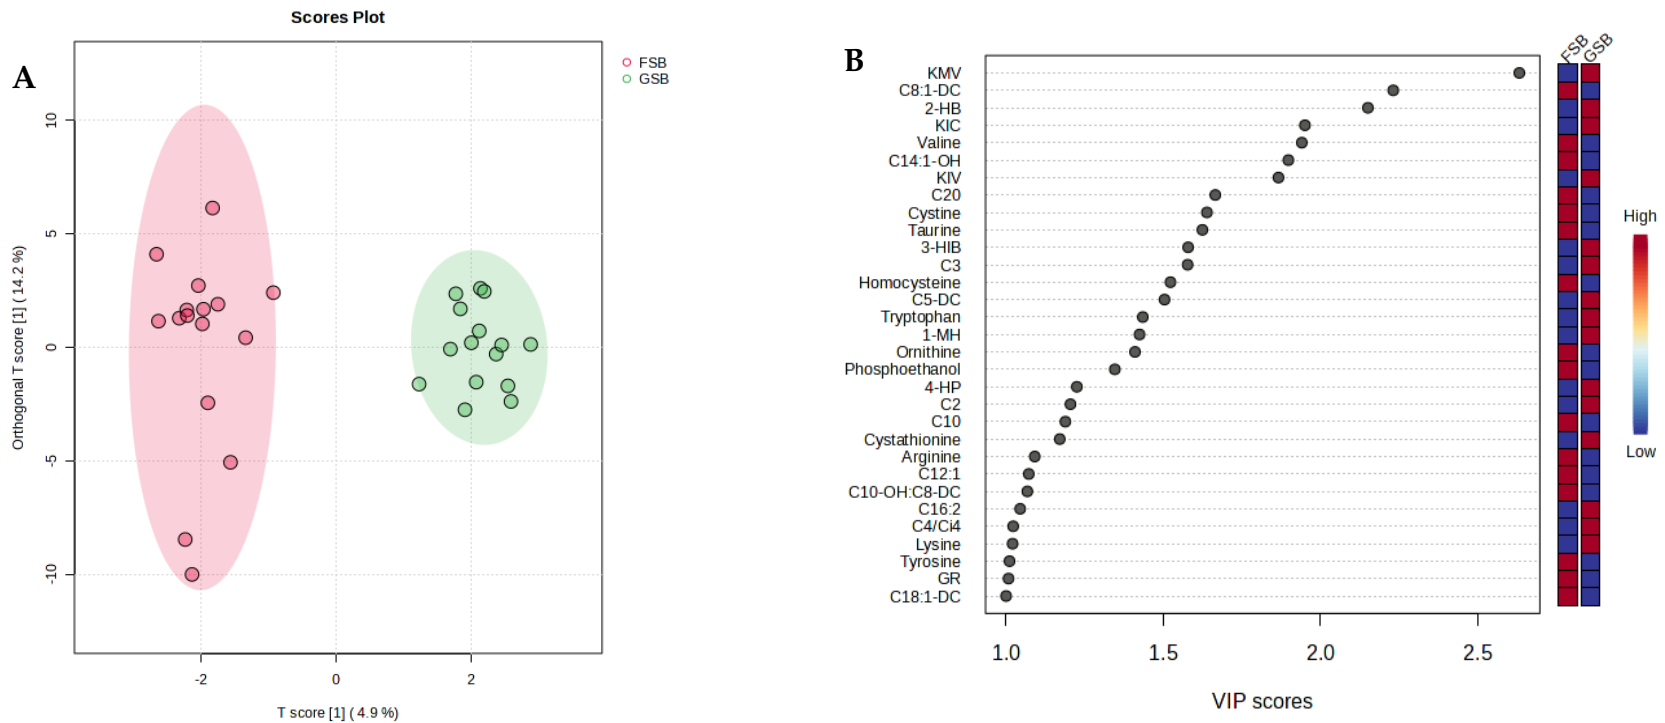 Scores Plot
A
Orthogonal T score [1] ( 14.2 %)
10
5
0
-5
-10
-2
0
2
T score [1] ( 4.9 %)
FSB
GSB
B
KMV
C8:1-DC
2-HB
KIC
Valine
C14:1-OH
KIV
C20
Cystine
Taurine
3-HIB
C3
Homocysteine
C5-DC
Tryptophan
1-MH
Ornithine
Phosphoethanol
4-HP
C2
C10
Cystathionine
Arginine
C12:1
C10-OH:C8-DC
C16:2
C4/Ci4
Lysine
Tyrosine
GR
C18:1-DC
1.0
1.5
2.0
2.5
VIP scores
FSB
GSB
High
Low